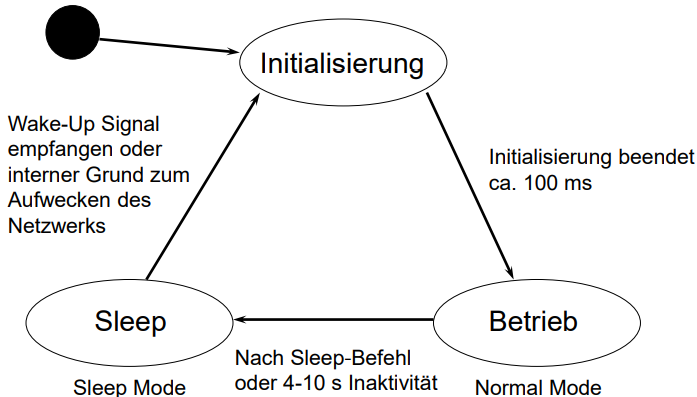 Initialisierung
Wake-Up Signal
empfangen oder
interner Grund zum
Aufwecken des
Netzwerks
Initialisierung beendet
ca. 100 ms
Sleep
Betrieb
Nach Sleep-Befehl
oder 4-10 s Inaktivität
Sleep Mode
Normal Mode